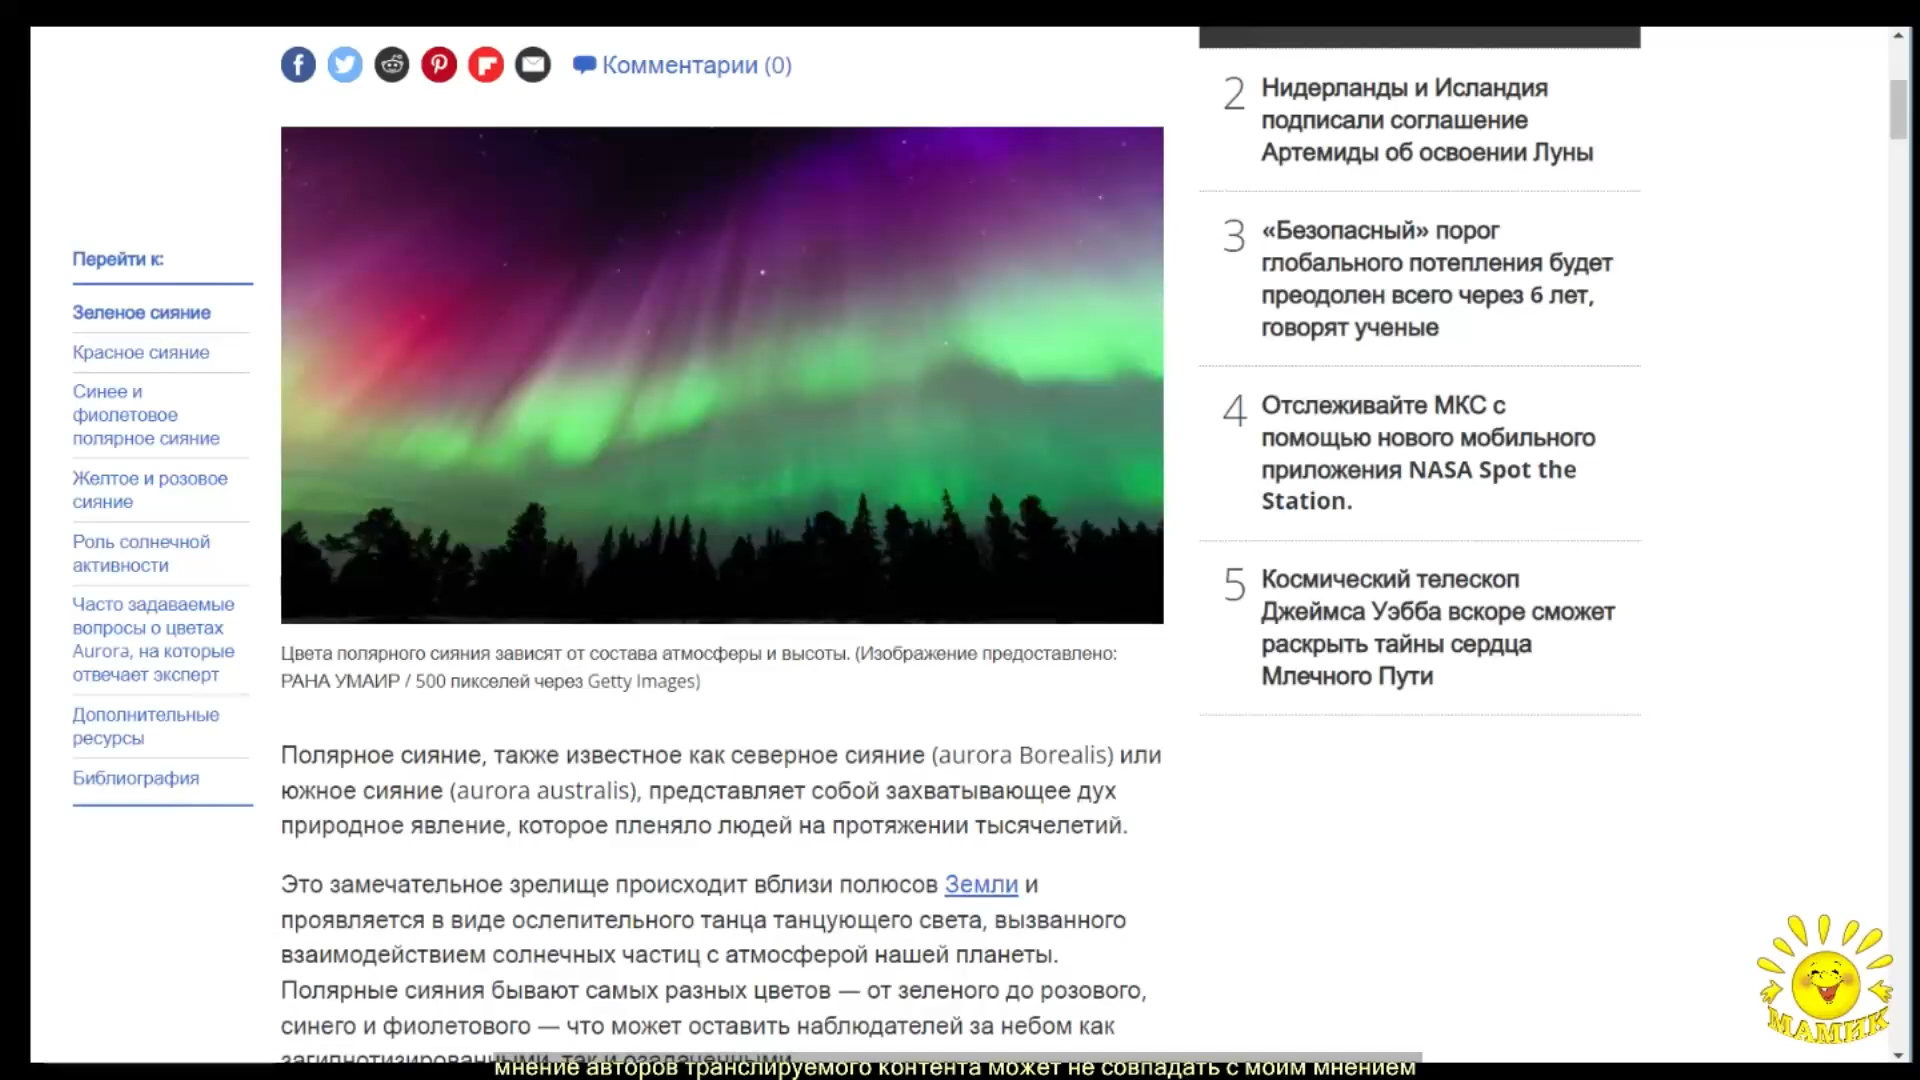 Комментарии (0)
Перейти к:
Зеленое сияние
Красное сияние
Синее и
фиолетовое
полярное сияние
Желтое и розовое
сияние
Роль солнечной
активности
Часто задаваемые
вопросы о цветах
Aurora, на которые
отвечает эксперт
Дополнительные
ресурсы
Библиография
Цвета полярного сияния зависят от состава атмосферы и высоты. (Изображение предоставлено:
РАНА УМАИР / 500 пикселей через Getty Images)
Полярное сияние, также известное как северное сияние (aurora Borealis) или
южное сияние (aurora australis), представляет собой захватывающее дух
природное явление, которое пленяло людей на протяжении тысячелетий.
Это замечательное зрелище происходит вблизи полюсов Земли и
проявляется в виде ослепительного танца танцующего света, вызванного
взаимодействием солнечных частиц с атмосферой нашей планеты.
Полярные сияния бывают самых разных цветов — от зеленого до розового,
синего и фиолетового — что может оставить наблюдателей за небом как
загипнотизированными, так и озадаченными.
2 Нидерланды и Исландия
подписали соглашение
Артемиды об освоении Луны
3 «Безопасный» порог
глобального потепления будет
преодолен всего через 6 лет,
говорят ученые
4 Отслеживайте МКС с
помощью нового мобильного
приложения NASA Spot the
Station.
5 Космический телескоп
Джеймса Уэбба вскоре сможет
раскрыть тайны сердца
Млечного Пути
МАМИК
мнение авторов транслируемого контента может не совпадать с моим мнением